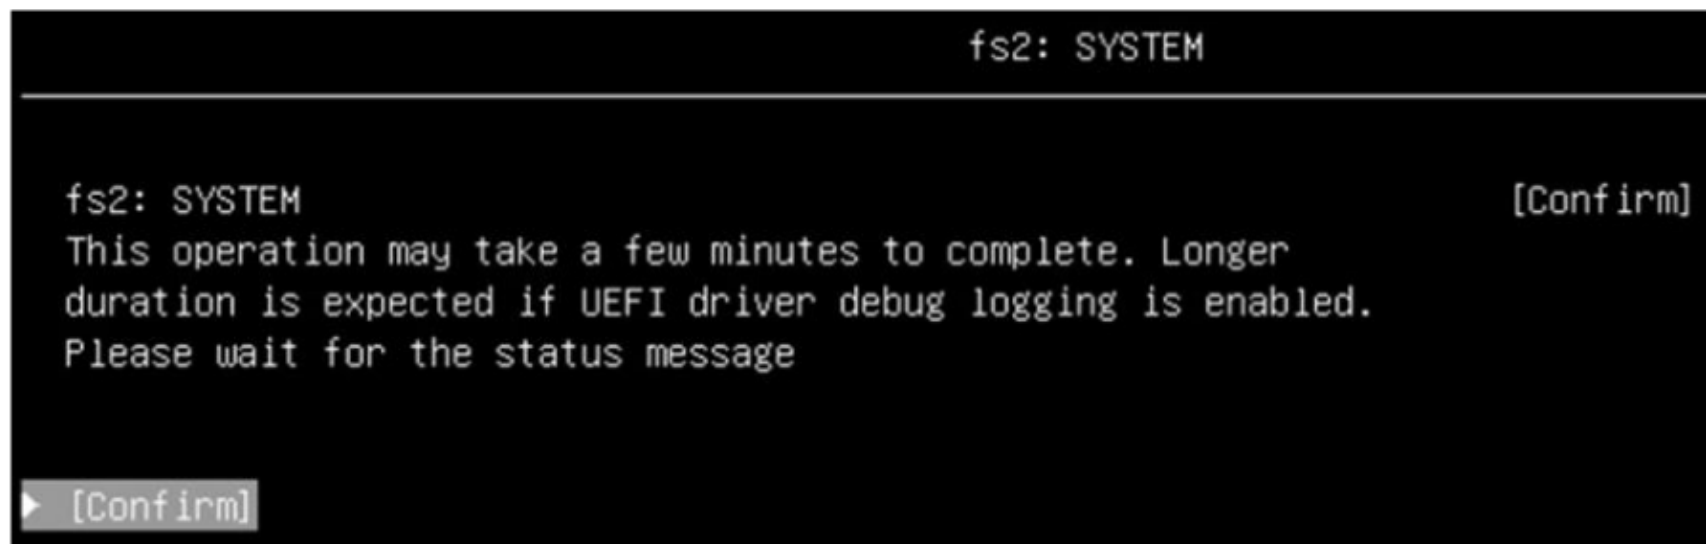 fs2: SYSTEM
fs2: SYSTEM [Confirm]
This operation may take a few minutes to complete. Longer
duration is expected if UEFI driver debug logging is enabled.
Please wait for the status message
[Confirm]